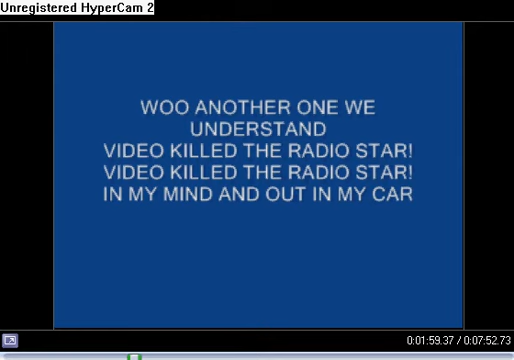 Unregistered HyperCam 2
WOO ANOTHER ONE WE
UNDERSTAND
VIDEO KILLED THE RADIO STAR!
VIDEO KILLED THE RADIO STAR!
IN MY MIND AND OUT IN MY CAR
0:01:59.37 / 0:07:52.73